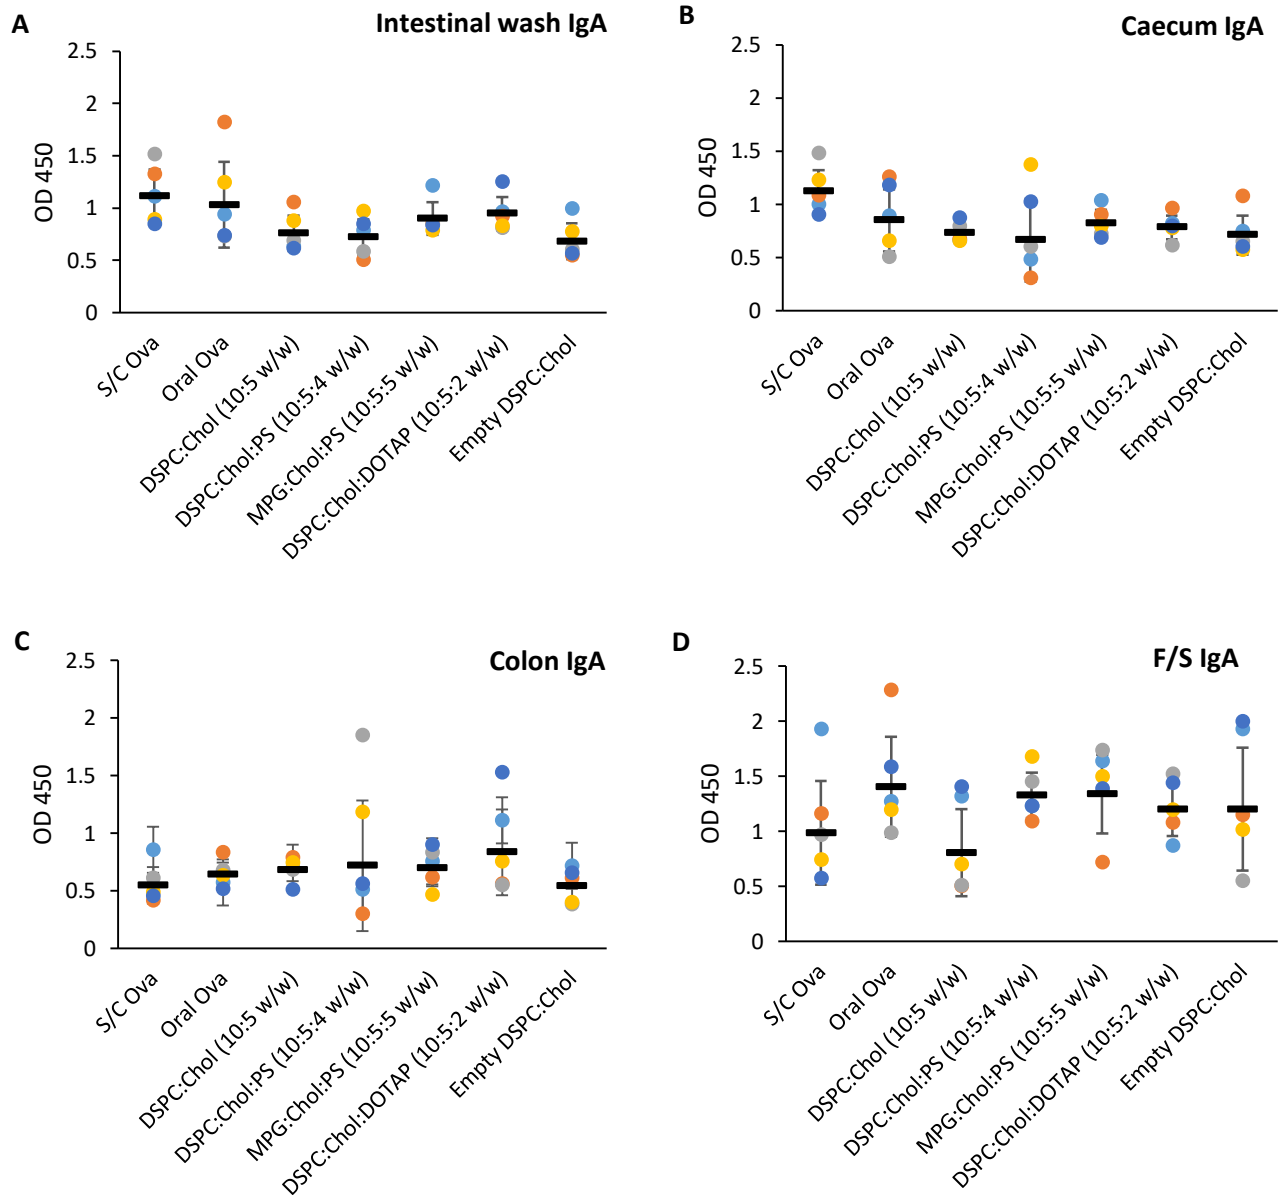 A
Intestinal wash IgA
OD 450
2.5
2
1.5
1
0.5
0
S/C Ova
Oral Ova
DSPC:Chol (10:5 w/w)
DSPC:Chol:PS (10:5:4 w/w)
MPG:Chol:PS (10:5:5 w/w)
DSPC:Chol:DOTAP (10:5:2 w/w)
Empty DSPC:Chol
B
Caecum IgA
OD 450
2.5
2
1.5
1
0.5
0
S/C Ova
Oral Ova
DSPC:Chol (10:5 w/w)
DSPC:Chol:PS (10:5:4 w/w)
MPG:Chol:PS (10:5:5 w/w)
DSPC:Chol:DOTAP (10:5:2 w/w)
Empty DSPC:Chol
C
Colon IgA
OD 450
2.5
2
1.5
1
0.5
0
S/C Ova
Oral Ova
DSPC:Chol (10:5 w/w)
DSPC:Chol:PS (10:5:4 w/w)
MPG:Chol:PS (10:5:5 w/w)
DSPC:Chol:DOTAP (10:5:2 w/w)
Empty DSPC:Chol
D
F/S IgA
OD 450
2.5
2
1.5
1
0.5
0
S/C Ova
Oral Ova
DSPC:Chol (10:5 w/w)
DSPC:Chol:PS (10:5:4 w/w)
MPG:Chol:PS (10:5:5 w/w)
DSPC:Chol:DOTAP (10:5:2 w/w)
Empty DSPC:Chol